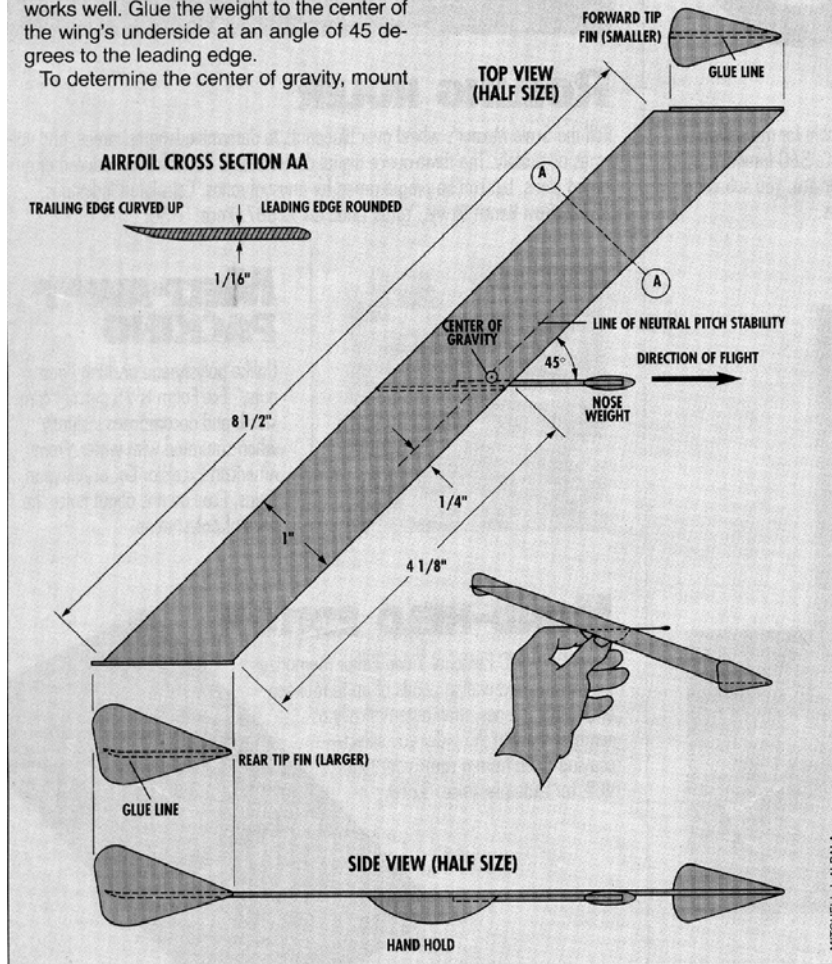 works well. Glue the weight to the center of
the wing's underside at an angle of 45 de-
grees to the leading edge.
To determine the center of gravity, mount
FORWARD TIP
FIN (SMALLER)
GLUE LINE
TOP VIEW
(HALF SIZE)
AIRFOIL CROSS SECTION AA
TRAILING EDGE CURVED UP
LEADING EDGE ROUNDED
1/16"
A
A
CENTER OF
GRAVITY
LINE OF NEUTRAL PITCH STABILITY
45°
DIRECTION OF FLIGHT
NOSE
WEIGHT
8 1/2"
1/4"
1"
4 1/8"
REAR TIP FIN (LARGER)
GLUE LINE
SIDE VIEW (HALF SIZE)
HAND HOLD